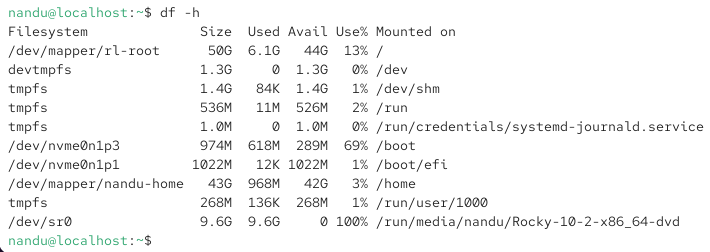 nandu@localhost:~$ df -h
Filesystem              Size  Used Avail Use% Mounted on
/dev/mapper/rl-root      50G  6.1G   44G  13% /
devtmpfs                1.3G     0  1.3G   0% /dev
tmpfs                   1.4G   84K  1.4G   1% /dev/shm
tmpfs                   536M   11M  526M   2% /run
tmpfs                   1.0M     0  1.0M   0% /run/credentials/systemd-journald.service
/dev/nvme0n1p3          974M  618M  289M  69% /boot
/dev/nvme0n1p1         1022M   12K 1022M   1% /boot/efi
/dev/mapper/nandu-home   43G  968M   42G   3% /home
tmpfs                   268M  136K  268M   1% /run/user/1000
/dev/sr0                9.6G  9.6G     0 100% /run/media/nandu/Rocky-10-2-x86_64-dvd
nandu@localhost:~$